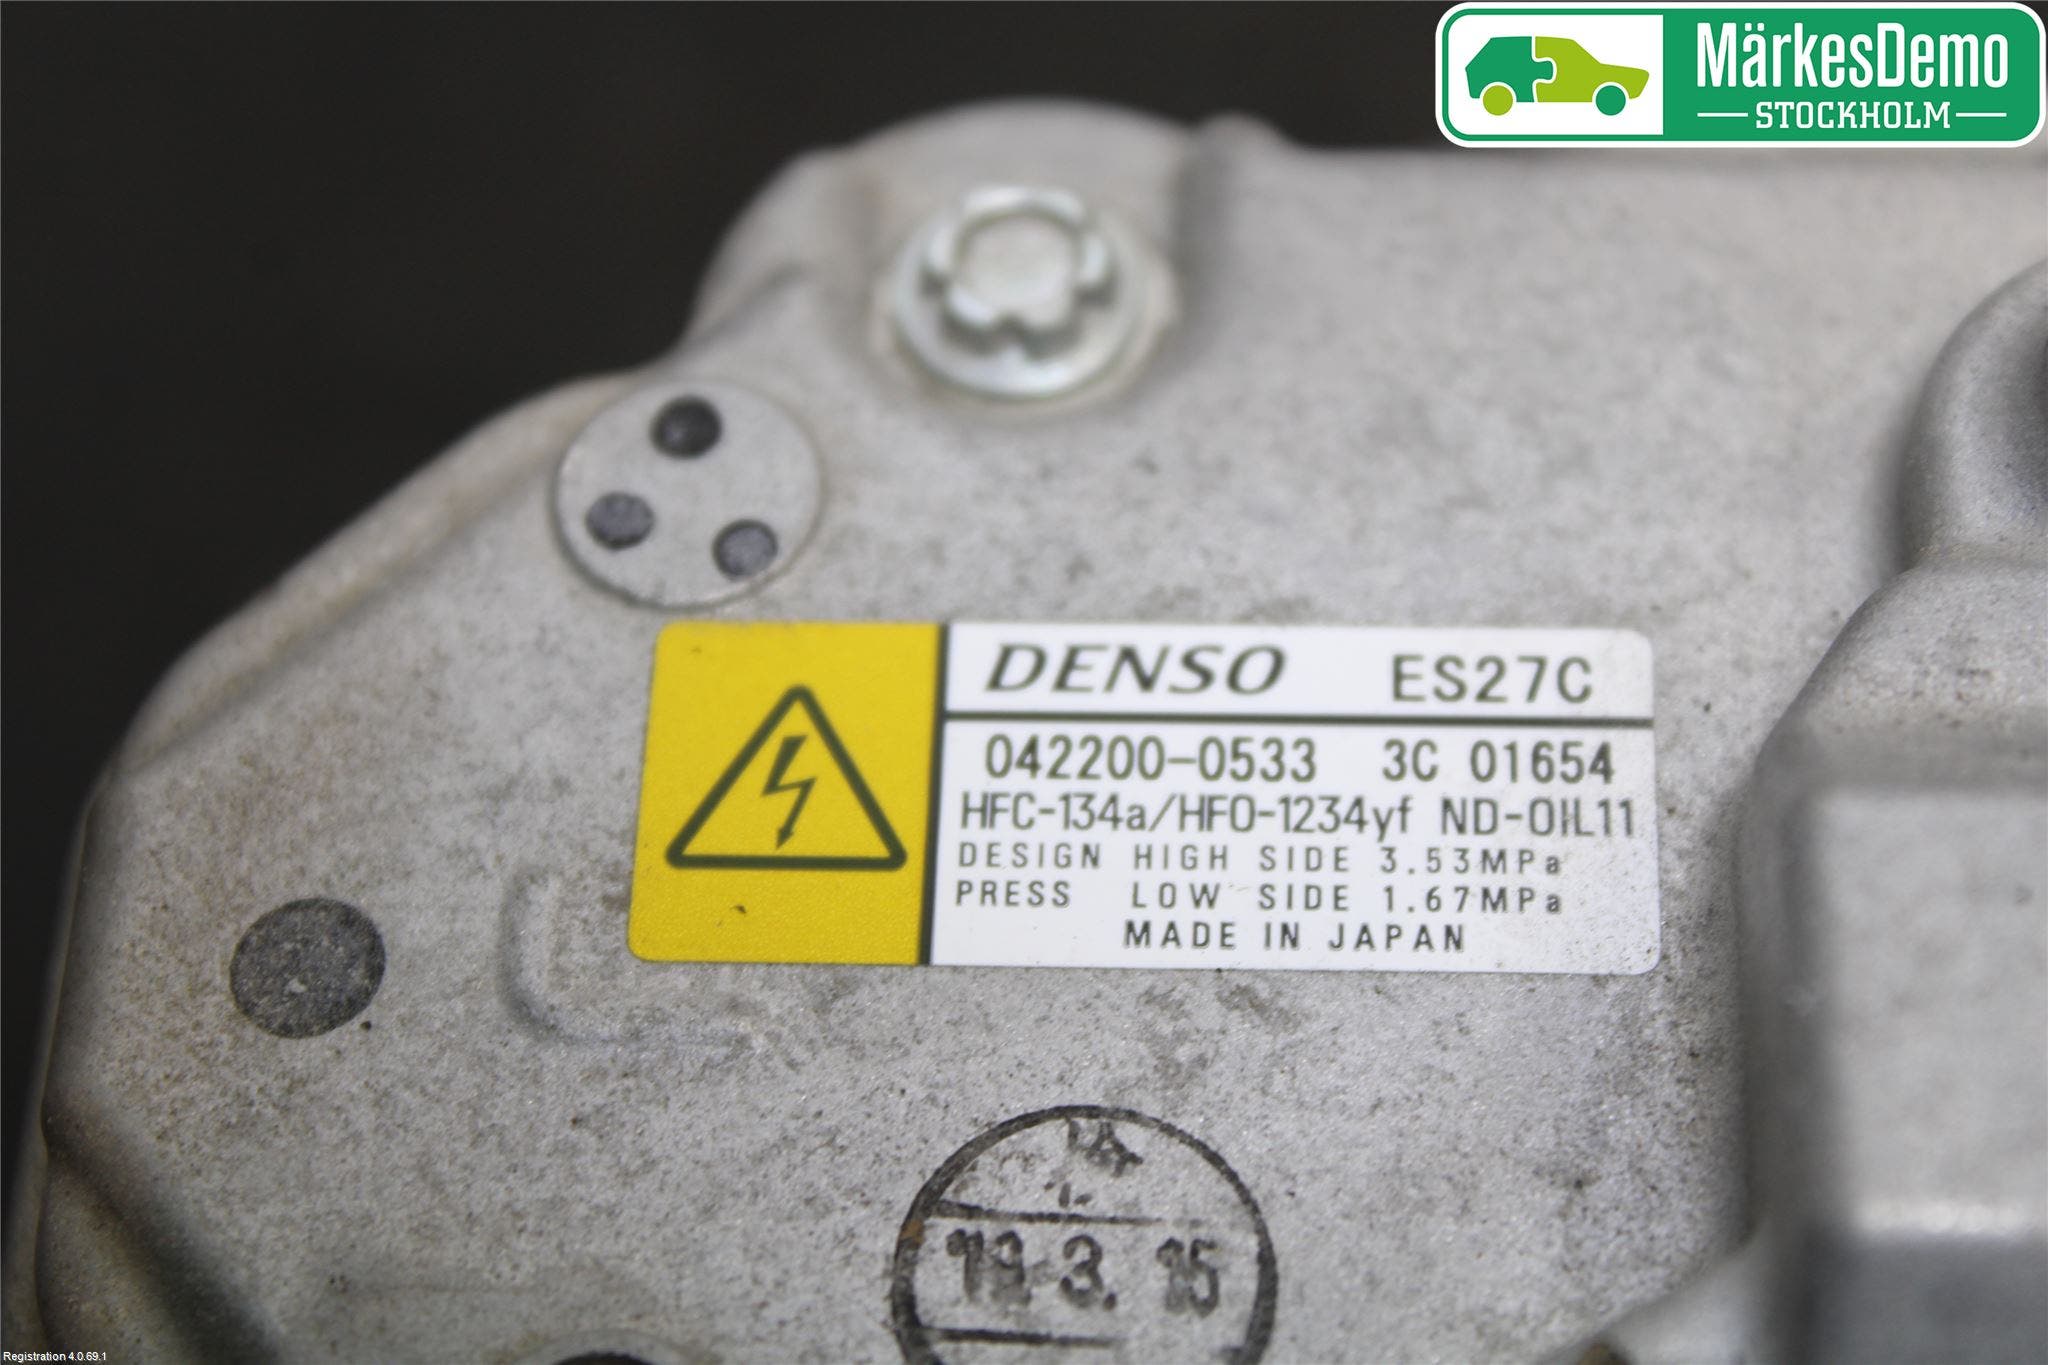 MärkesDemo
STOCKHOLM
DENSO ES27C
042200-0533 3C 01654
HFC-134a/HFO-1234yf ND-OIL11
DESIGN HIGH SIDE 3.53MPa
PRESS LOW SIDE 1.67MPa
MADE IN JAPAN
19.3.15
Registration 4.0.69.1